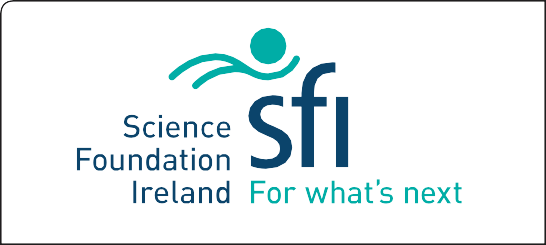 Science
Foundation
Ireland
sfi
For what's next